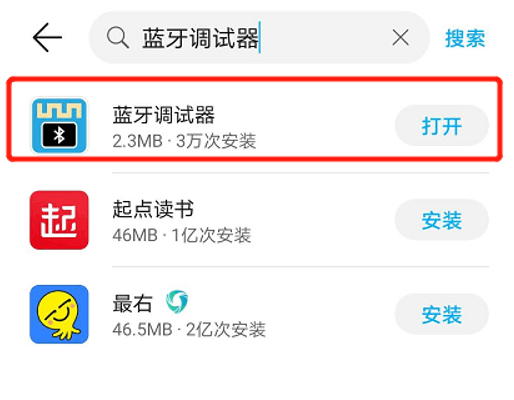 蓝牙调试器
搜索
蓝牙调试器
2.3MB · 3万次安装
打开
起
起点读书
46MB · 1亿次安装
安装
最右
46.5MB · 2亿次安装
安装